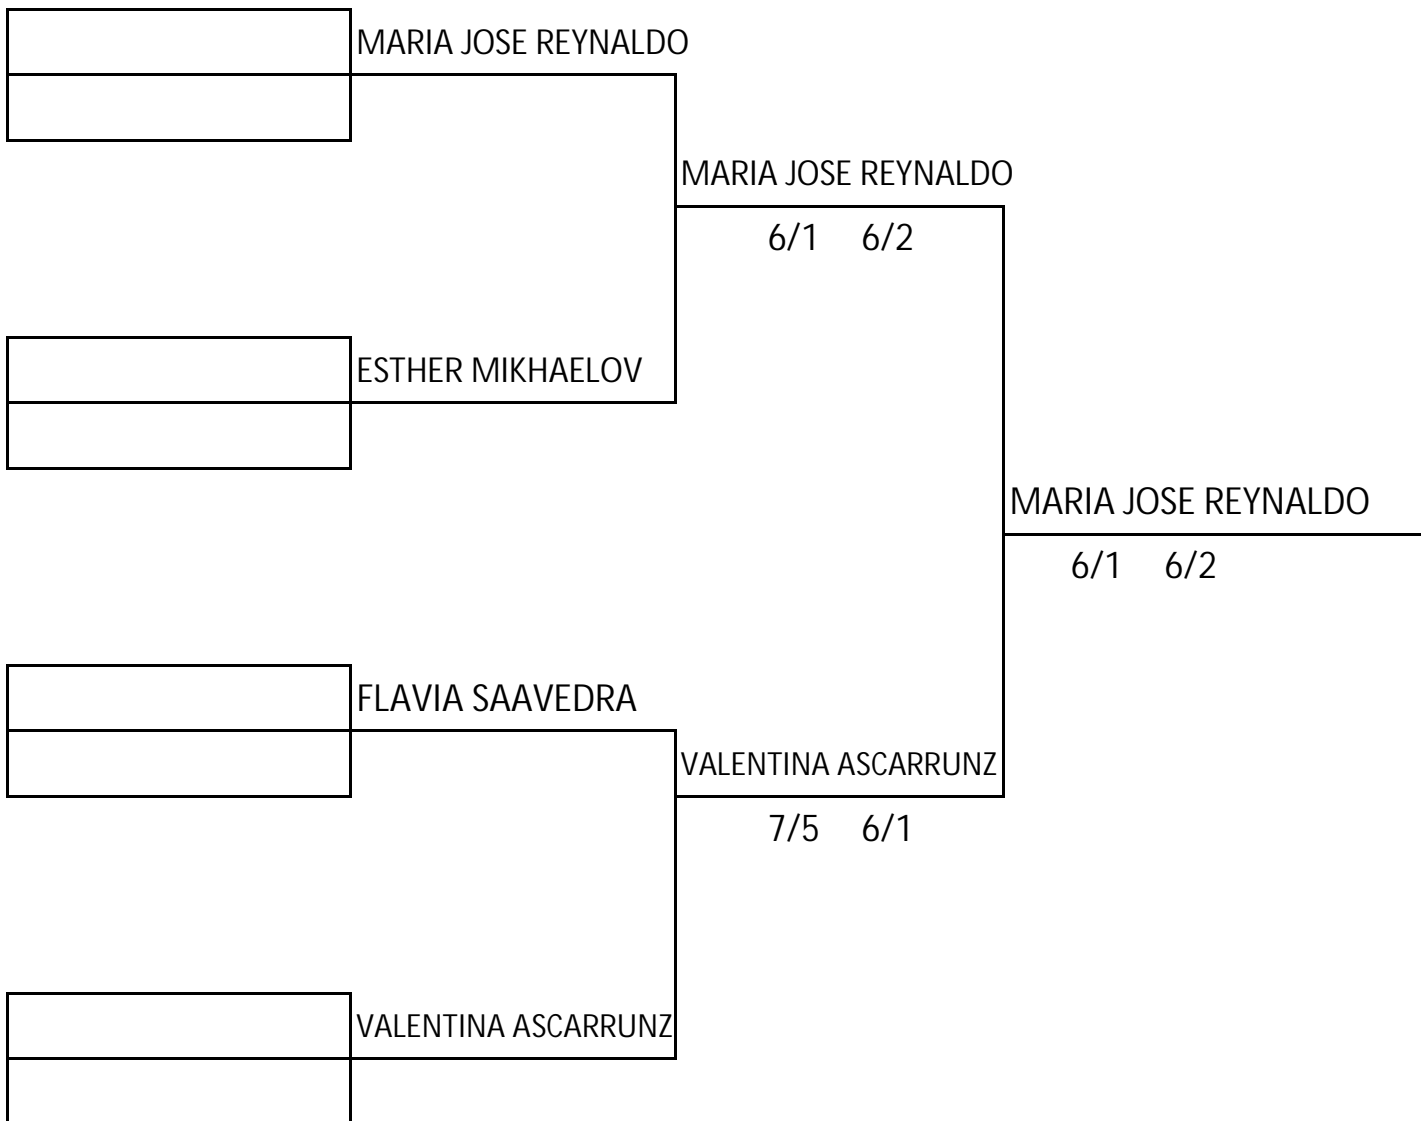 MARIA JOSE REYNALDO
MARIA JOSE REYNALDO
6/1 6/2
ESTHER MIKHAELOV
MARIA JOSE REYNALDO
6/1 6/2
FLAVIA SAAVEDRA
VALENTINA ASCARRUNZ
7/5 6/1
VALENTINA ASCARRUNZ